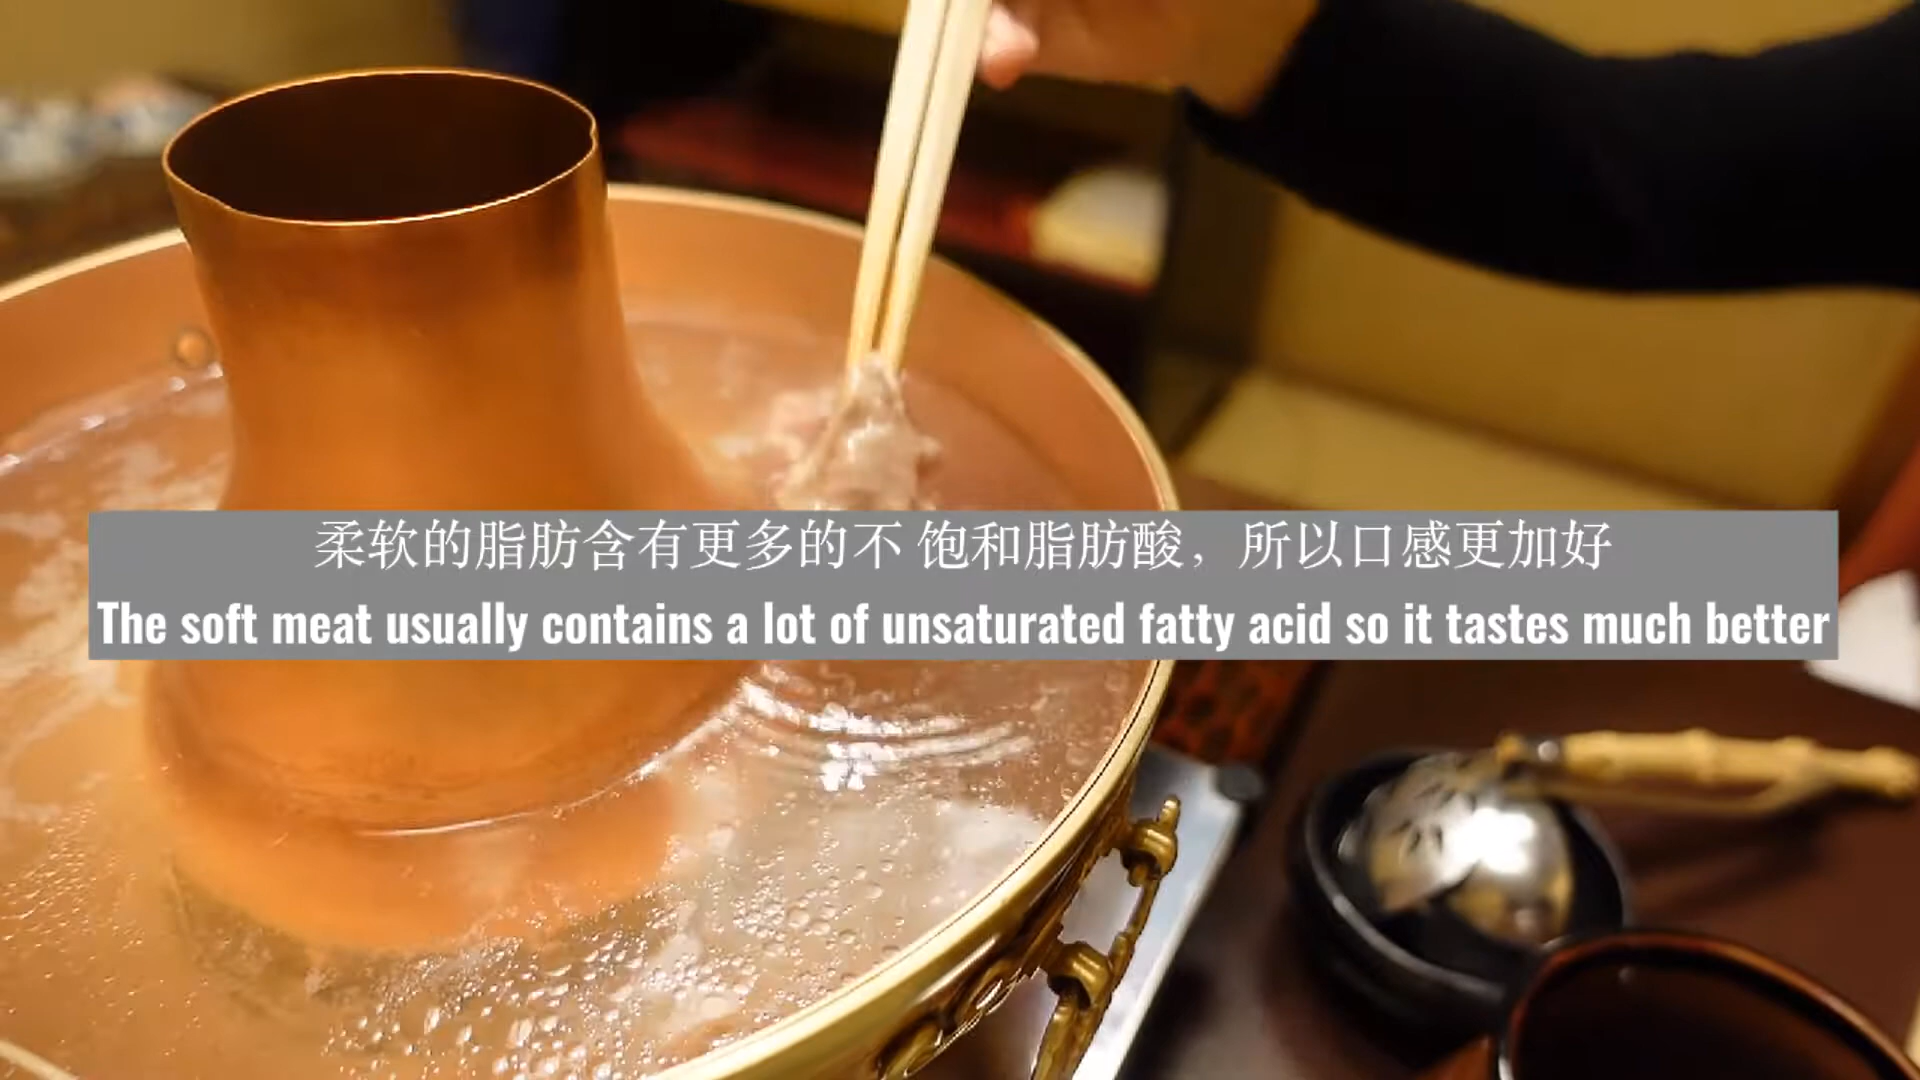 柔软的脂肪含有更多的不 饱和脂肪酸，所以口感更加好
The soft meat usually contains a lot of unsaturated fatty acid so it tastes much better